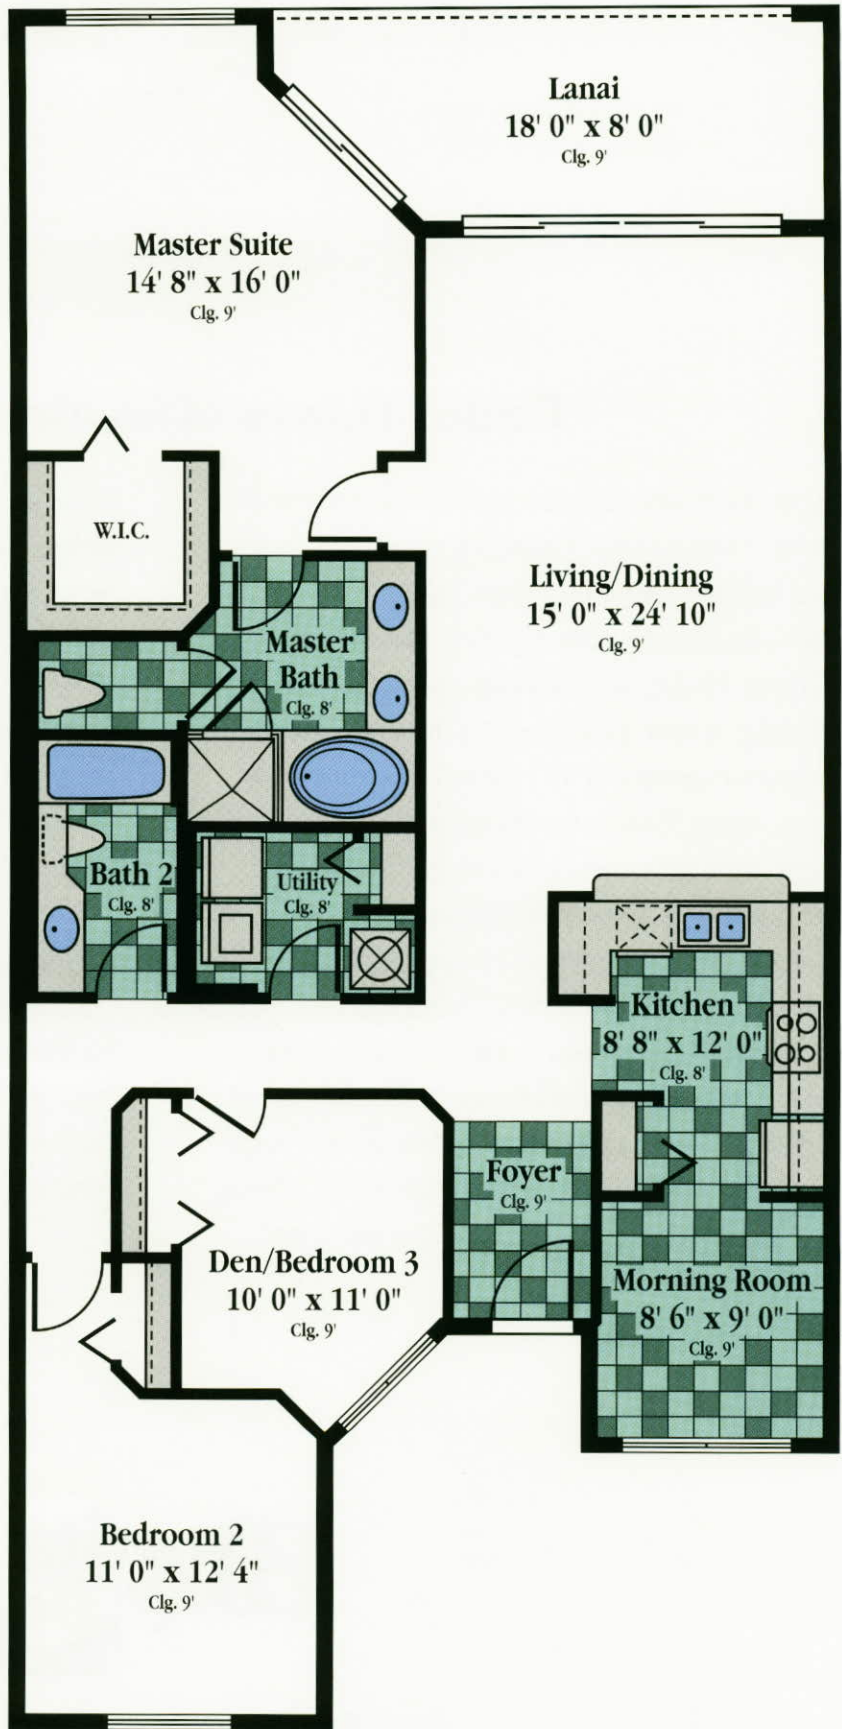 Lanai
18' 0" x 8' 0"
Clg. 9'
Master Suite
14' 8" x 16' 0"
Clg. 9'
W.I.C.
Living/Dining
15' 0" x 24' 10"
Clg. 9'
Master
Bath
Clg. 8'
Bath 2
Clg. 8'
Utility
Clg. 8'
Kitchen
8' 8" x 12' 0"
Clg. 8'
Foyer
Clg. 9'
Den/Bedroom 3
10' 0" x 11' 0"
Clg. 9'
Morning Room
8' 6" x 9' 0"
Clg. 9'
Bedroom 2
11' 0" x 12' 4"
Clg. 9'